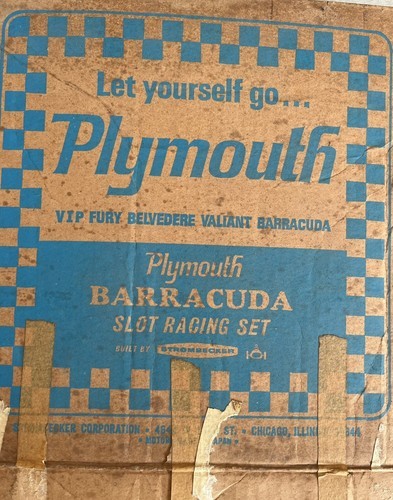 Let yourself go...
Plymouth
VIP FURY BELVEDERE VALIANT BARRACUDA
Plymouth
BARRACUDA
SLOT RACING SET
BUILT BY STROMBECKER
CORPORATION • ST. • CHICAGO,
JAPAN •